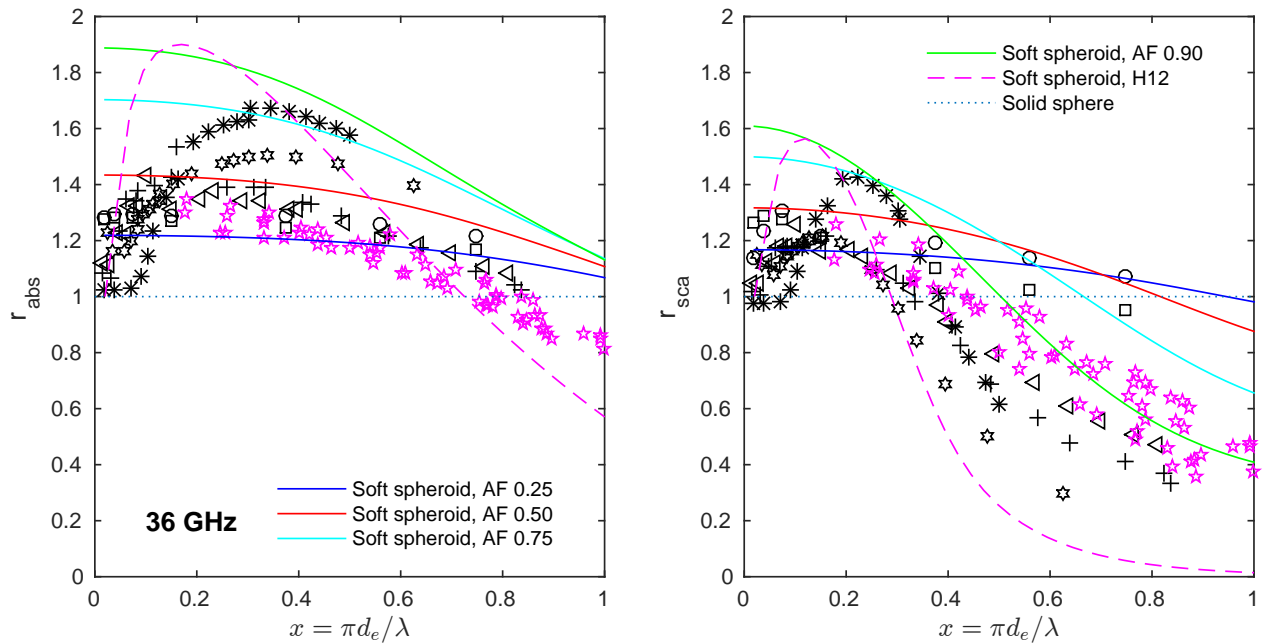 2
1.8
1.6
1.4
1.2
1
0.8
0.6
0.4
0.2
0
r_abs
0 0.2 0.4 0.6 0.8 1
x = πd_e/λ
36 GHz
Soft spheroid, AF 0.25
Soft spheroid, AF 0.50
Soft spheroid, AF 0.75
2
1.8
1.6
1.4
1.2
1
0.8
0.6
0.4
0.2
0
r_sca
0 0.2 0.4 0.6 0.8 1
x = πd_e/λ
Soft spheroid, AF 0.90
Soft spheroid, H12
Solid sphere